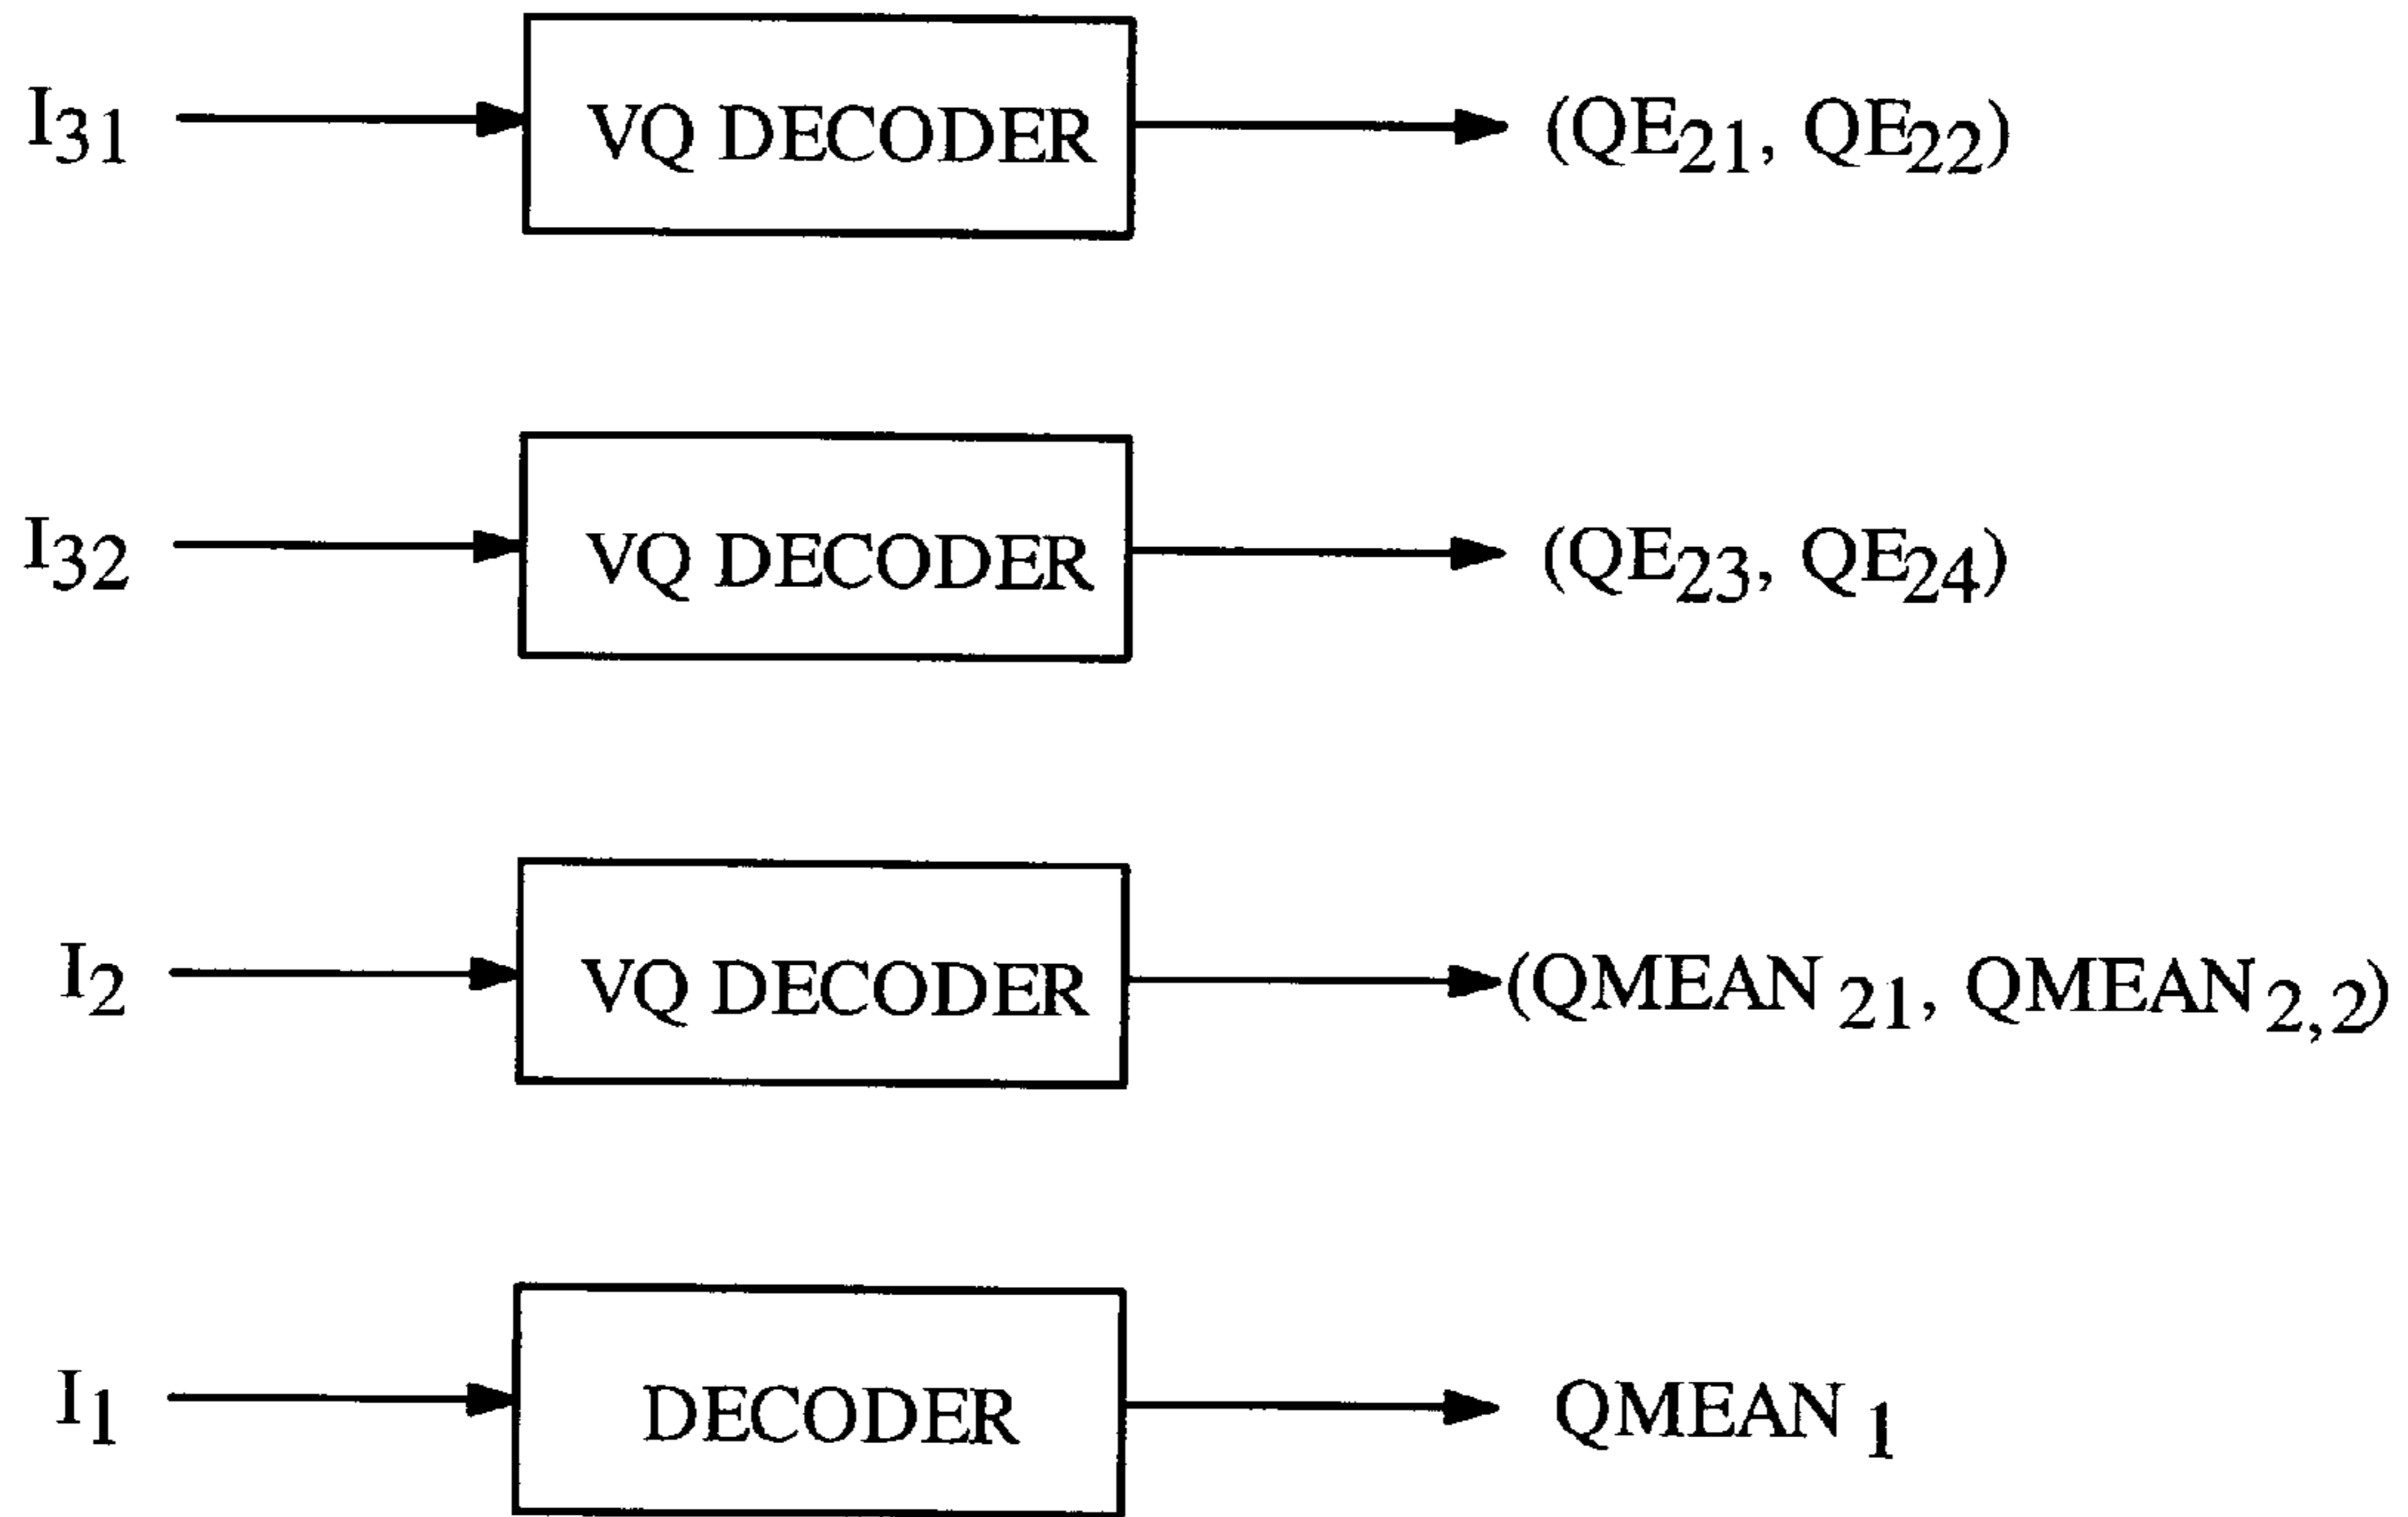 I31 VQ DECODER (QE21, QE22)
I32 VQ DECODER (QE23, QE24)
I2 VQ DECODER (QMEAN 21, QMEAN 2,2)
I1 DECODER QMEAN 1